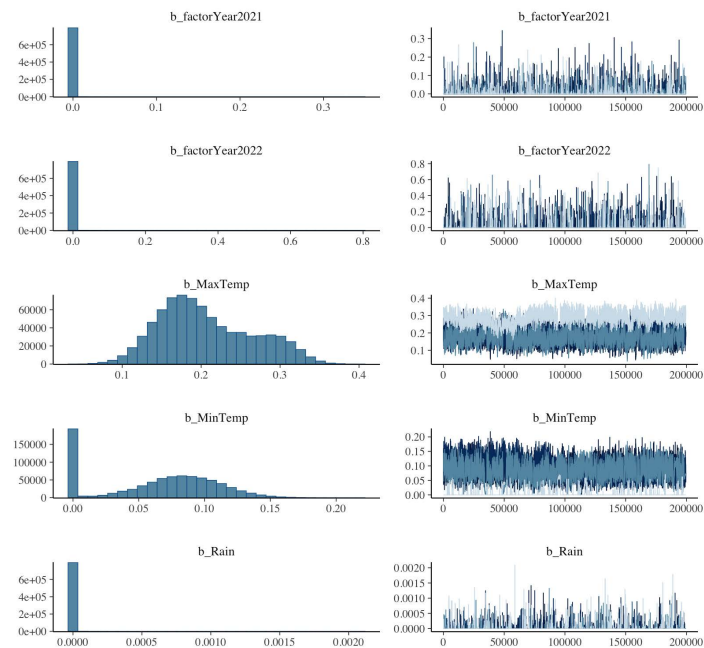 b_factorYear2021 b_factorYear2021
6e+05 0.3
4e+05 0.2
2e+05 0.1
0e+00 0.0
0.0 0.1 0.2 0.3 0 50000 100000 150000 200000
b_factorYear2022 b_factorYear2022
0.8
6e+05 0.6
4e+05 0.4
2e+05 0.2
0e+00 0.0
0.0 0.2 0.4 0.6 0.8 0 50000 100000 150000 200000
b_MaxTemp b_MaxTemp
60000 0.4
40000 0.3
20000 0.2
0 0.1
0.1 0.2 0.3 0.4 0 50000 100000 150000 200000
b_MinTemp b_MinTemp
150000 0.20
100000 0.15
50000 0.10
0 0.05
0.00
0.00 0.05 0.10 0.15 0.20 0 50000 100000 150000 200000
b_Rain b_Rain
0.0020
6e+05 0.0015
4e+05 0.0010
2e+05 0.0005
0e+00 0.0000
0.0000 0.0005 0.0010 0.0015 0.0020 0 50000 100000 150000 200000